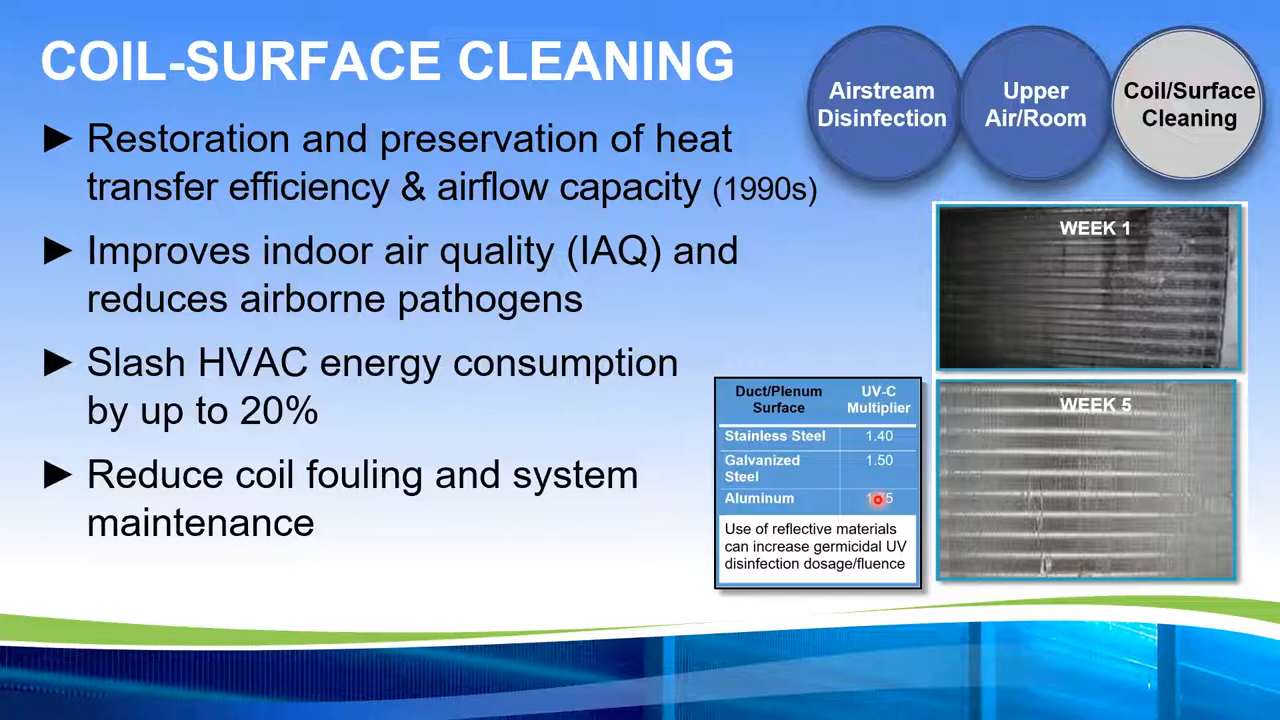 COIL-SURFACE CLEANING
Airstream
Disinfection
Upper
Air/Room
Coil/Surface
Cleaning
► Restoration and preservation of heat
transfer efficiency & airflow capacity (1990s)
► Improves indoor air quality (IAQ) and
reduces airborne pathogens
► Slash HVAC energy consumption
by up to 20%
► Reduce coil fouling and system
maintenance
WEEK 1
WEEK 5
Duct/Plenum
Surface
UV-C
Multiplier
Stainless Steel 1.40
Galvanized
Steel
1.50
Aluminum
Use of reflective materials
can increase germicidal UV
disinfection dosage/fluence